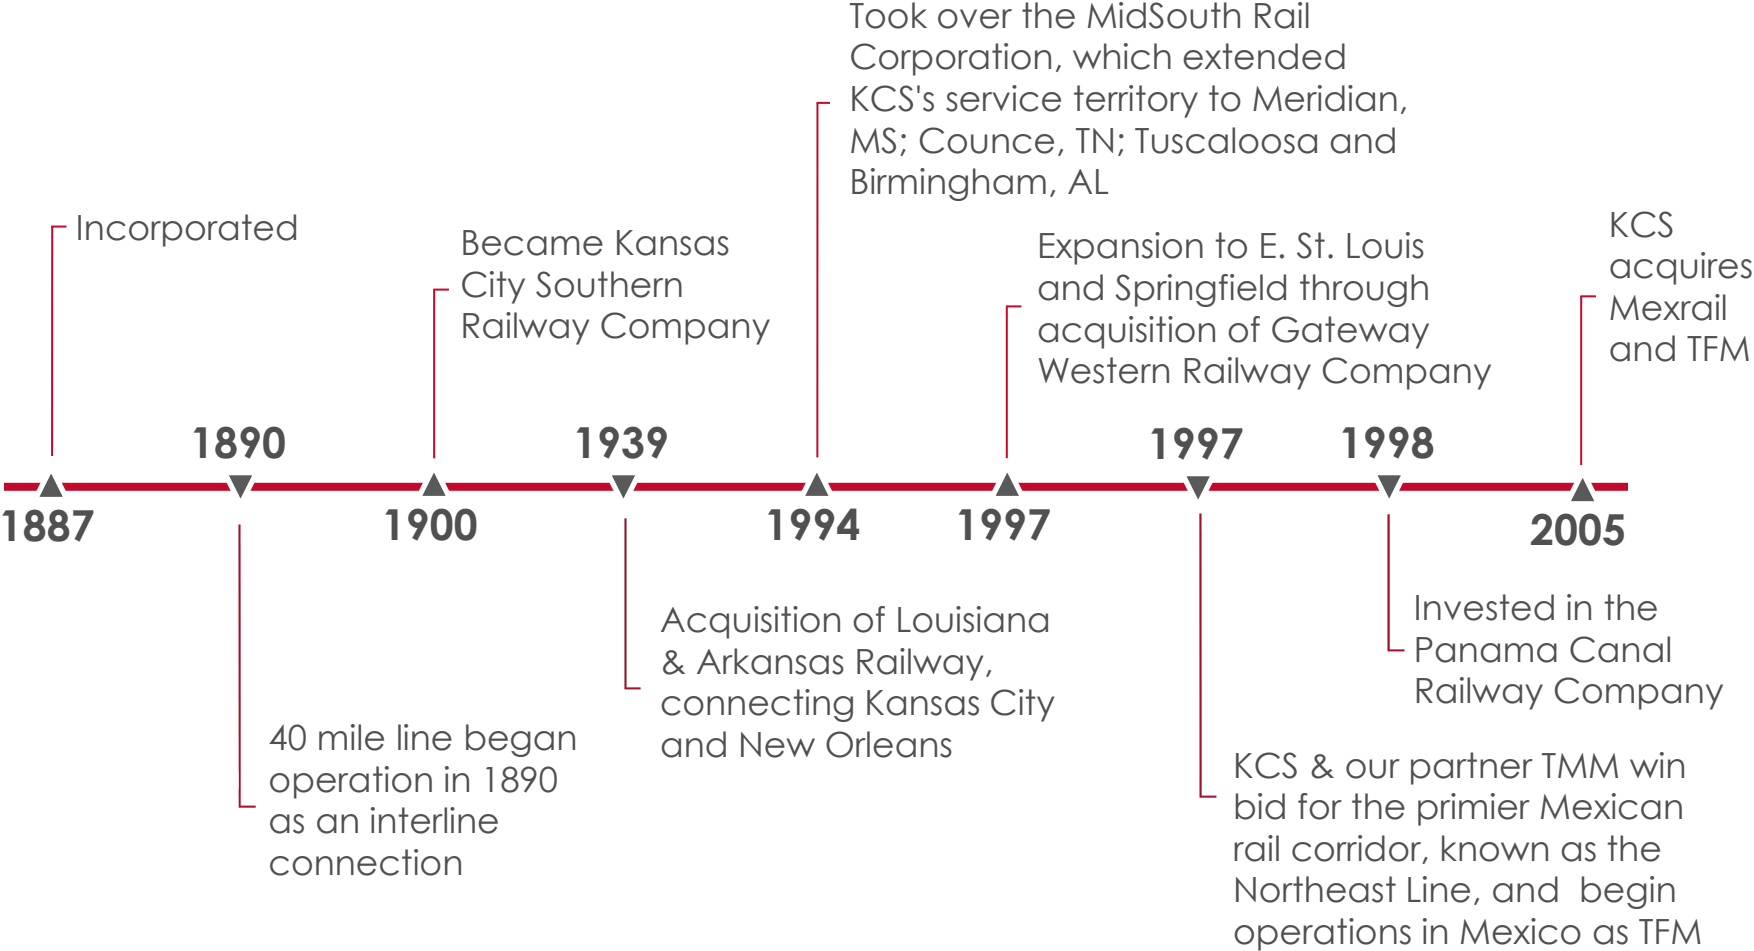 Took over the MidSouth Rail
Corporation, which extended
KCS's service territory to Meridian,
MS; Counce, TN; Tuscaloosa and
Birmingham, AL
Incorporated
Became Kansas
City Southern
Railway Company
Expansion to E. St. Louis
and Springfield through
acquisition of Gateway
Western Railway Company
KCS
acquires
Mexrail
and TFM
1890
1939
1997
1998
1887
1900
1994
1997
2005
40 mile line began
operation in 1890
as an interline
connection
Acquisition of Louisiana
& Arkansas Railway,
connecting Kansas City
and New Orleans
Invested in the
Panama Canal
Railway Company
KCS & our partner TMM win
bid for the primier Mexican
rail corridor, known as the
Northeast Line, and  begin
operations in Mexico as TFM